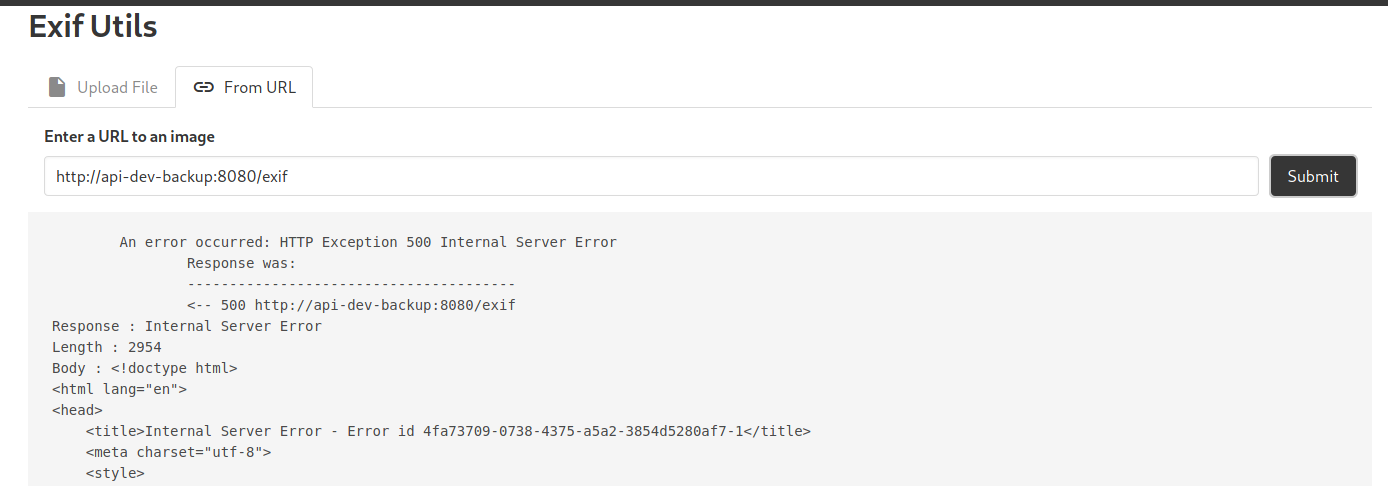 Exif Utils
Upload File
From URL
Enter a URL to an image
http://api-dev-backup:8080/exif
Submit
An error occurred: HTTP Exception 500 Internal Server Error
Response was:
---------------------------------------
<-- 500 http://api-dev-backup:8080/exif
Response : Internal Server Error
Length : 2954
Body : <!doctype html>
<html lang="en">
<head>
<title>Internal Server Error - Error id 4fa73709-0738-4375-a5a2-3854d5280af7-1</title>
<meta charset="utf-8">
<style>